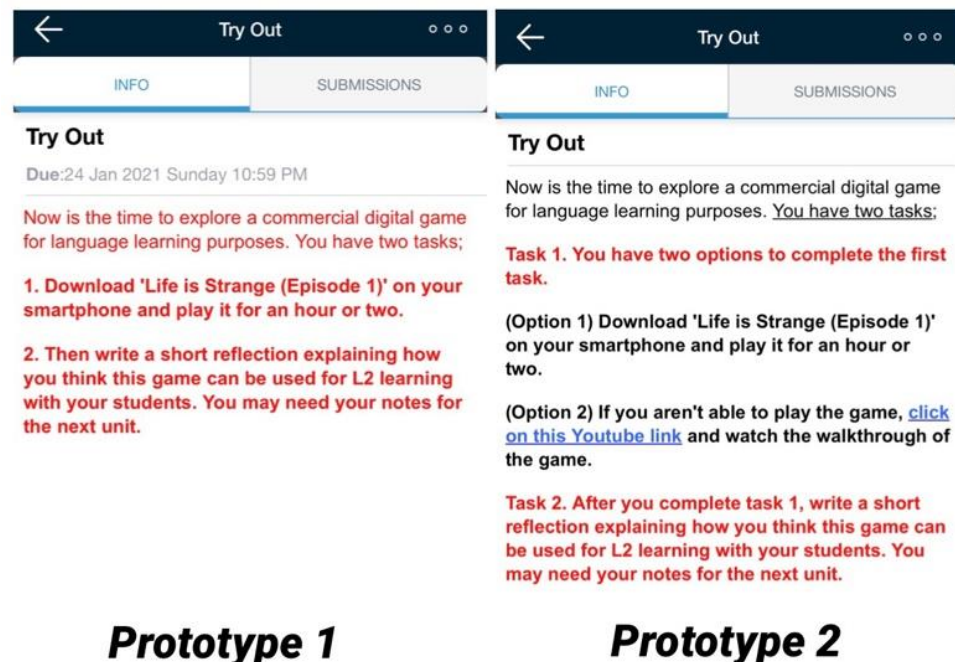 Try Out
INFO
SUBMISSIONS
Try Out
Due:24 Jan 2021 Sunday 10:59 PM
Now is the time to explore a commercial digital game
for language learning purposes. You have two tasks;
1. Download 'Life is Strange (Episode 1)' on your
smartphone and play it for an hour or two.
2. Then write a short reflection explaining how
you think this game can be used for L2 learning
with your students. You may need your notes for
the next unit.
Prototype 1
Try Out
INFO
SUBMISSIONS
Try Out
Now is the time to explore a commercial digital game
for language learning purposes. You have two tasks;
Task 1. You have two options to complete the first
task.
(Option 1) Download 'Life is Strange (Episode 1)'
on your smartphone and play it for an hour or
two.
(Option 2) If you aren't able to play the game, click
on this Youtube link and watch the walkthrough of
the game.
Task 2. After you complete task 1, write a short
reflection explaining how you think this game can
be used for L2 learning with your students. You
may need your notes for the next unit.
Prototype 2